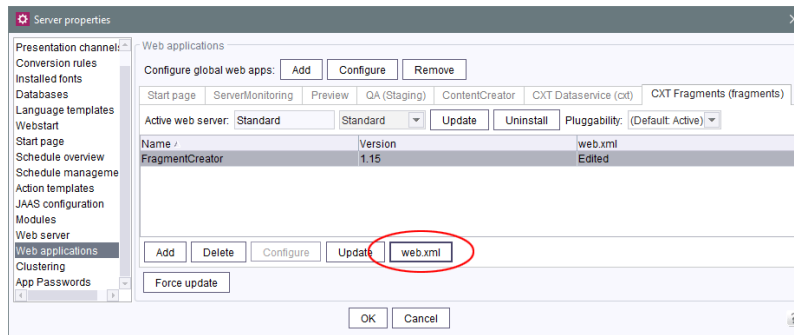 Server properties
Presentation channels
Conversion rules
Installed fonts
Databases
Language templates
Webstart
Start page
Schedule overview
Schedule manageme
Action templates
JAAS configuration
Modules
Web server
Web applications
Clustering
App Passwords
Web applications
Configure global web apps: Add Configure Remove
Start page ServerMonitoring Preview QA (Staging) ContentCreator CXT Dataservice (cxt) CXT Fragments (fragments)
Active web server: Standard Standard Update Uninstall Pluggability: (Default: Active)
Name Version web.xml
FragmentCreator 1.15 Edited
Add Delete Configure Update web.xml
Force update
OK Cancel